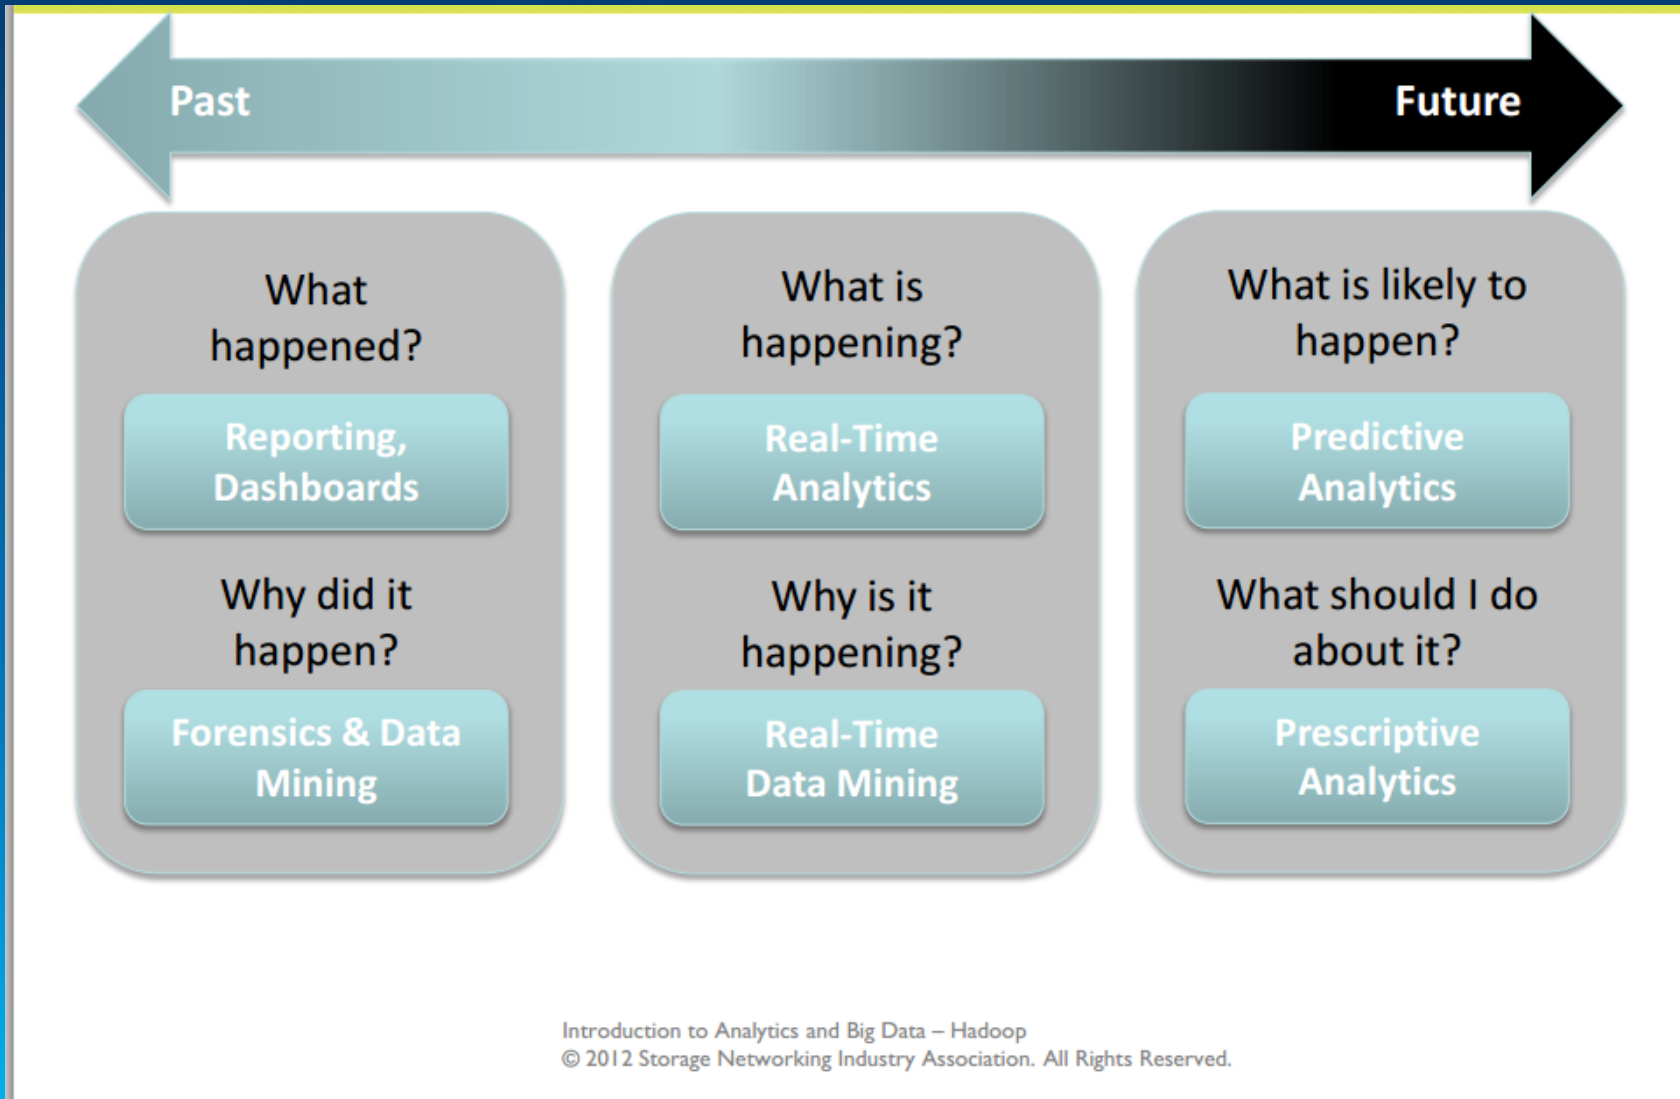 Past
Future
What
happened?
Reporting,
Dashboards
Why did it
happen?
Forensics & Data
Mining
What is
happening?
Real-Time
Analytics
Why is it
happening?
Real-Time
Data Mining
What is likely to
happen?
Predictive
Analytics
What should I do
about it?
Prescriptive
Analytics
Introduction to Analytics and Big Data – Hadoop
© 2012 Storage Networking Industry Association. All Rights Reserved.